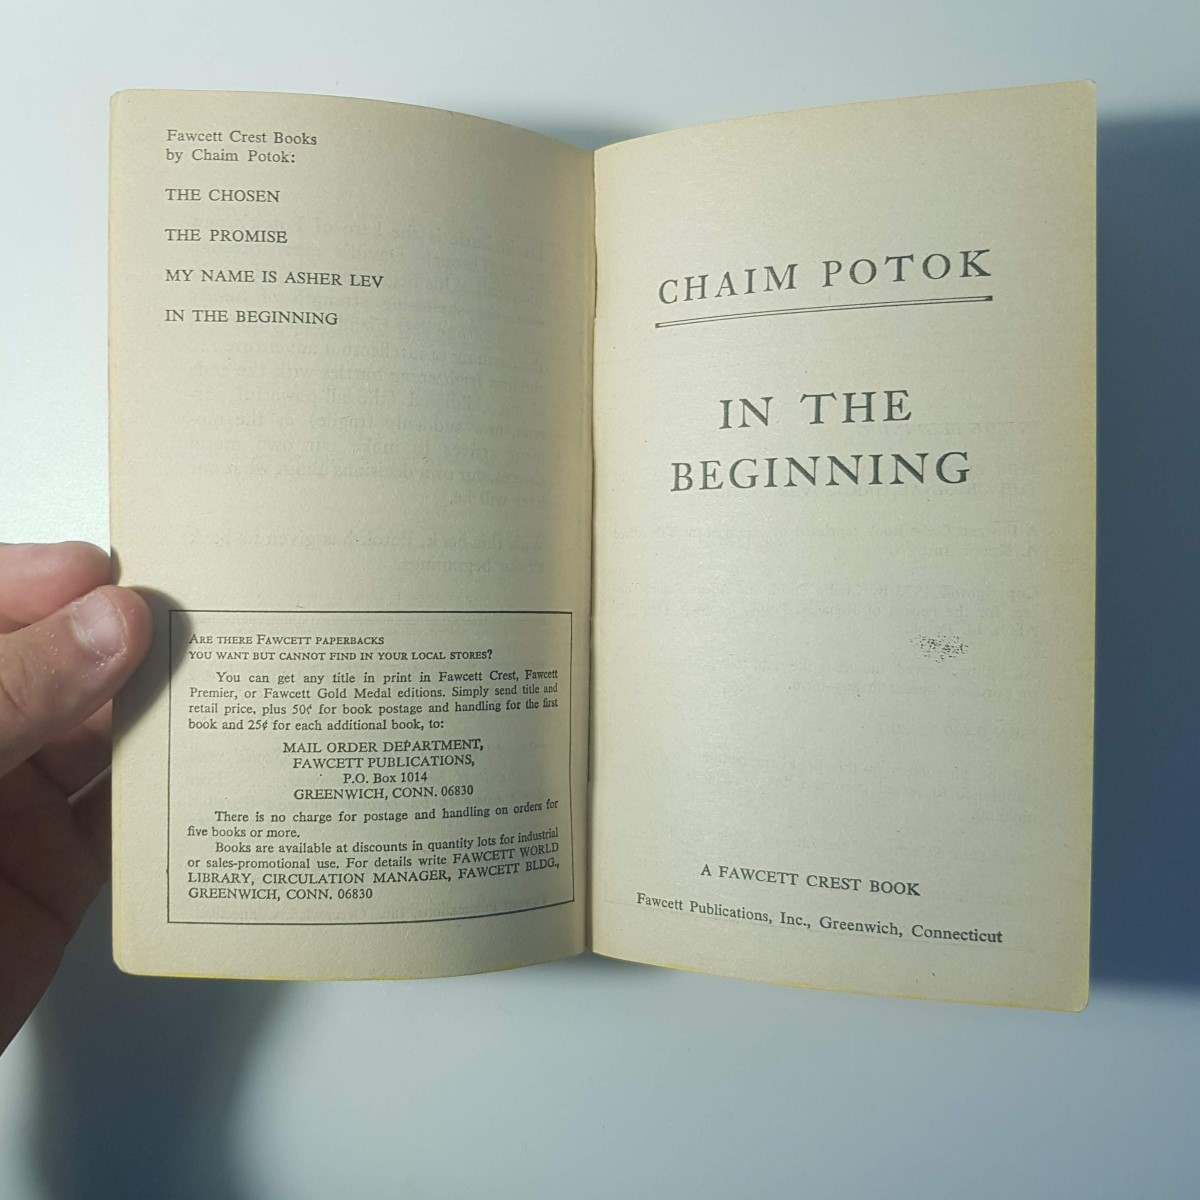 Fawcett Crest Books
by Chaim Potok:
THE CHOSEN
THE PROMISE
MY NAME IS ASHER LEV
IN THE BEGINNING
ARE THERE FAWCETT PAPERBACKS
YOU WANT BUT CANNOT FIND IN YOUR LOCAL STORES?
You can get any title in print in Fawcett Crest, Fawcett
Premier, or Fawcett Gold Medal editions. Simply send title and
retail price, plus 50¢ for book postage and handling for the first
book and 25¢ for each additional book, to:
MAIL ORDER DEPARTMENT,
FAWCETT PUBLICATIONS,
P.O. Box 1014
GREENWICH, CONN. 06830
There is no charge for postage and handling on orders for
five books or more.
Books are available at discounts in quantity lots for industrial
or sales-promotional use. For details write FAWCETT WORLD
LIBRARY, CIRCULATION MANAGER, FAWCETT BLDG.,
GREENWICH, CONN. 06830
CHAIM POTOK
IN THE
BEGINNING
A FAWCETT CREST BOOK
Fawcett Publications, Inc., Greenwich, Connecticut